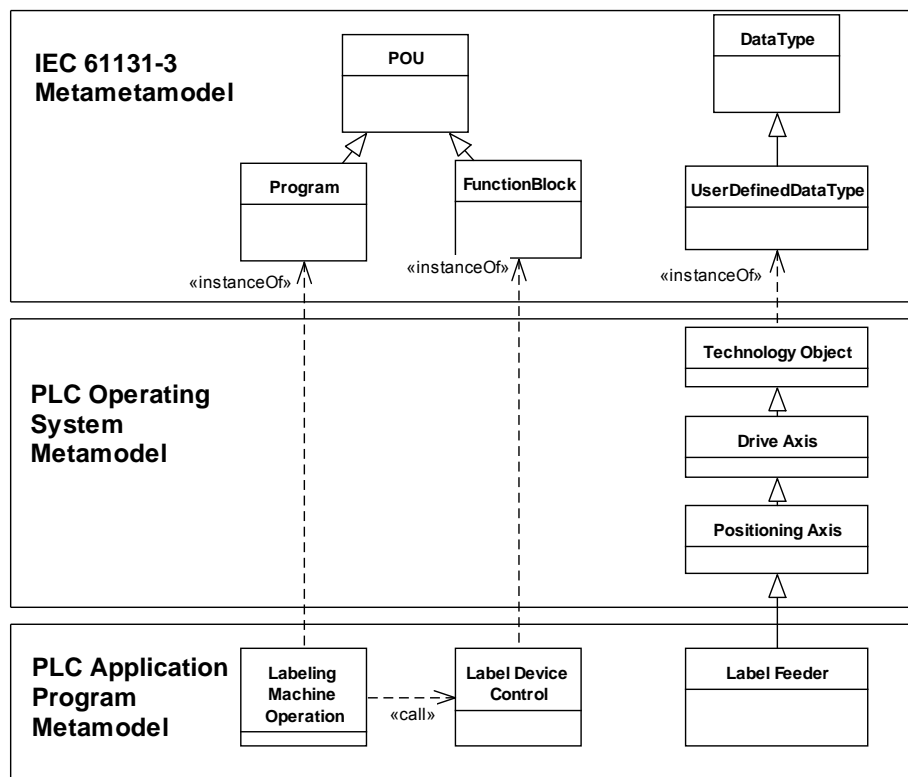 IEC 61131-3
Metametamodel
POU
DataType
Program
FunctionBlock
UserDefinedDataType
«instanceOf»
«instanceOf»
«instanceOf»
PLC Operating
System
Metamodel
Technology Object
Drive Axis
Positioning Axis
PLC Application
Program
Metamodel
Labeling
Machine
Operation
«call»
Label Device
Control
Label Feeder